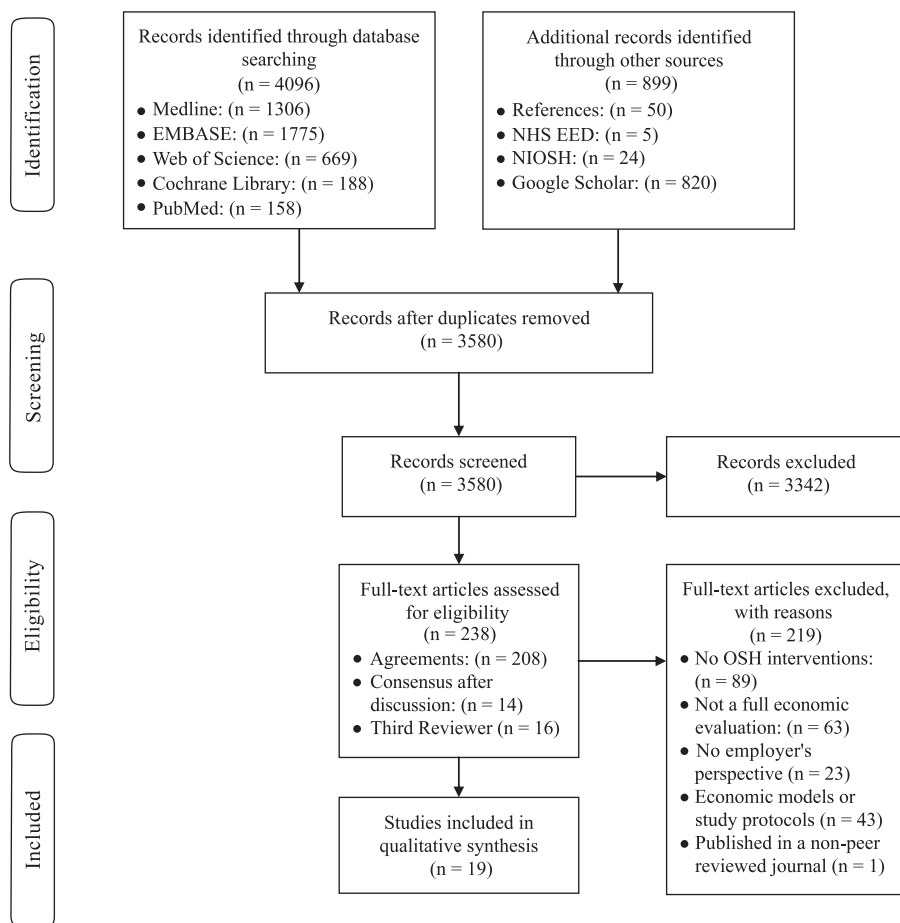 Identification
Records identified through database
searching
(n = 4096)
● Medline: (n = 1306)
● EMBASE: (n = 1775)
● Web of Science: (n = 669)
● Cochrane Library: (n = 188)
● PubMed: (n = 158)
Additional records identified
through other sources
(n = 899)
● References: (n = 50)
● NHS EED: (n = 5)
● NIOSH: (n = 24)
● Google Scholar: (n = 820)
Screening
Records after duplicates removed
(n = 3580)
Records screened
(n = 3580)
Records excluded
(n = 3342)
Eligibility
Full-text articles assessed
for eligibility
(n = 238)
● Agreements: (n = 208)
● Consensus after
discussion: (n = 14)
● Third Reviewer (n = 16)
Full-text articles excluded,
with reasons
(n = 219)
● No OSH interventions:
(n = 89)
● Not a full economic
evaluation: (n = 63)
● No employer's
perspective (n = 23)
● Economic models or
study protocols (n = 43)
● Published in a non-peer
reviewed journal (n = 1)
Included
Studies included in
qualitative synthesis
(n = 19)